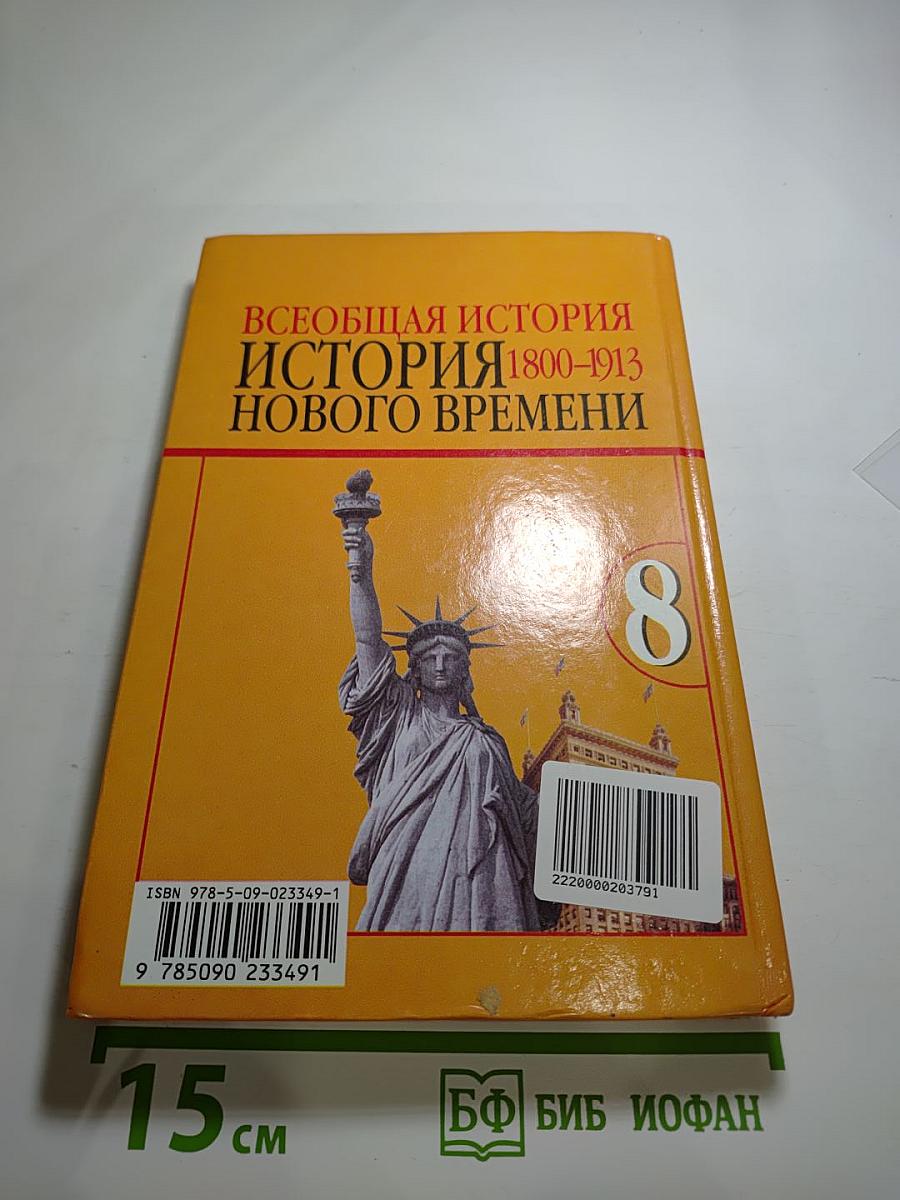 ВСЕОБЩАЯ ИСТОРИЯ
ИСТОРИЯ 1800–1913
НОВОГО ВРЕМЕНИ
8
2220000203791
ISBN 978-5-09-023349-1
9 785090 233491
15 см
БФ БИБ ИОФАН